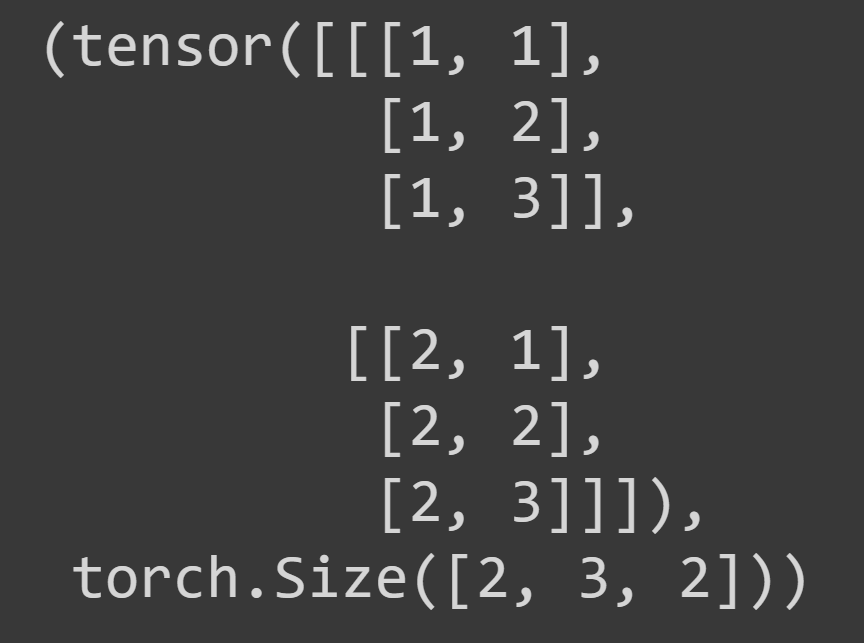 (tensor([[[1, 1],
          [1, 2],
          [1, 3]],

         [[2, 1],
          [2, 2],
          [2, 3]]]),
 torch.Size([2, 3, 2]))